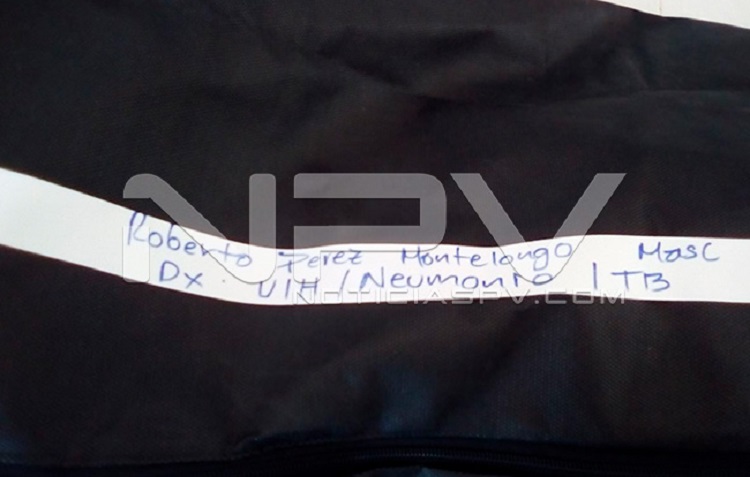 Roberto Perez Montelongo Masc
Dx. VIH / Neumonia / TB
NPV
NOTICIASPV.COM